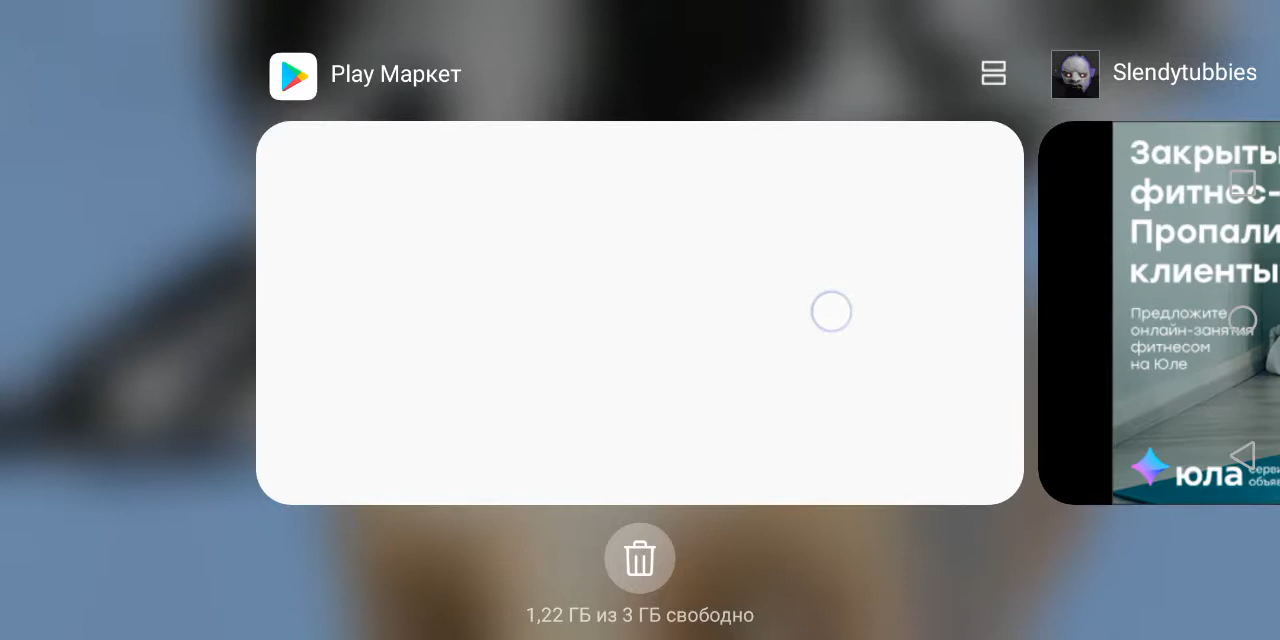 Play Маркет
Slendytubbies
Закрыты
фитнес-
Пропали
клиенты
Предложите
онлайн-занятия
фитнесом
на Юле
юла
1,22 ГБ из 3 ГБ свободно